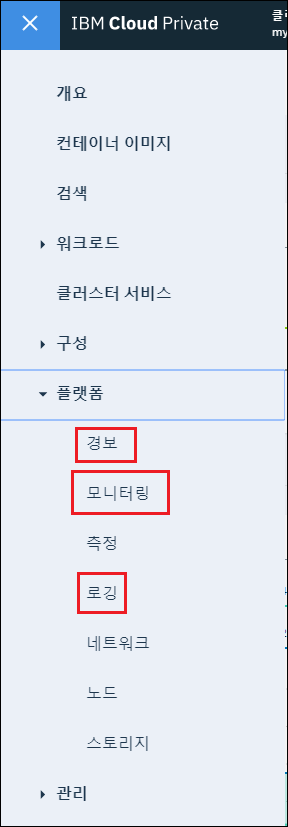 IBM Cloud Private
클
my
개요
컨테이너 이미지
검색
워크로드
클러스터 서비스
구성
플랫폼
경보
모니터링
측정
로깅
네트워크
노드
스토리지
관리